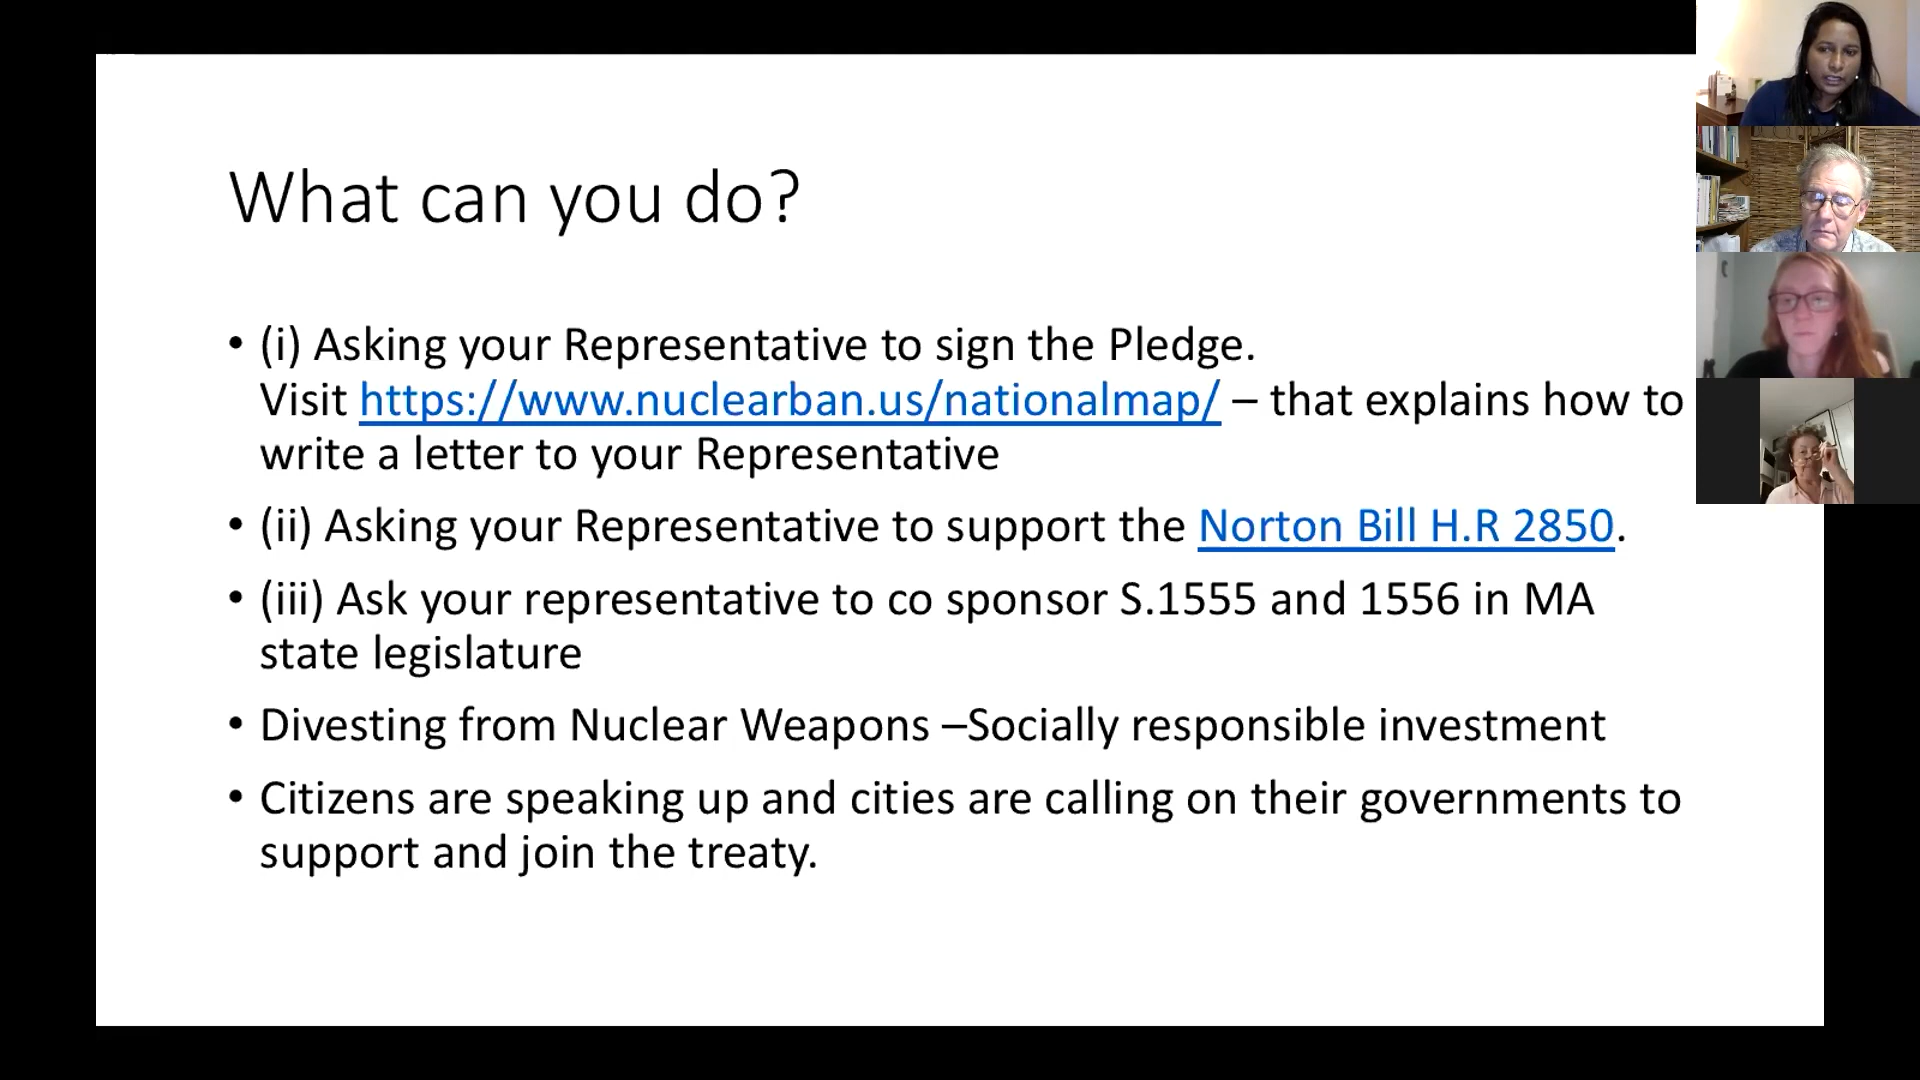 What can you do?
• (i) Asking your Representative to sign the Pledge.
Visit https://www.nuclearban.us/nationalmap/ – that explains how to
write a letter to your Representative
• (ii) Asking your Representative to support the Norton Bill H.R 2850.
• (iii) Ask your representative to co sponsor S.1555 and 1556 in MA
state legislature
• Divesting from Nuclear Weapons –Socially responsible investment
• Citizens are speaking up and cities are calling on their governments to
support and join the treaty.